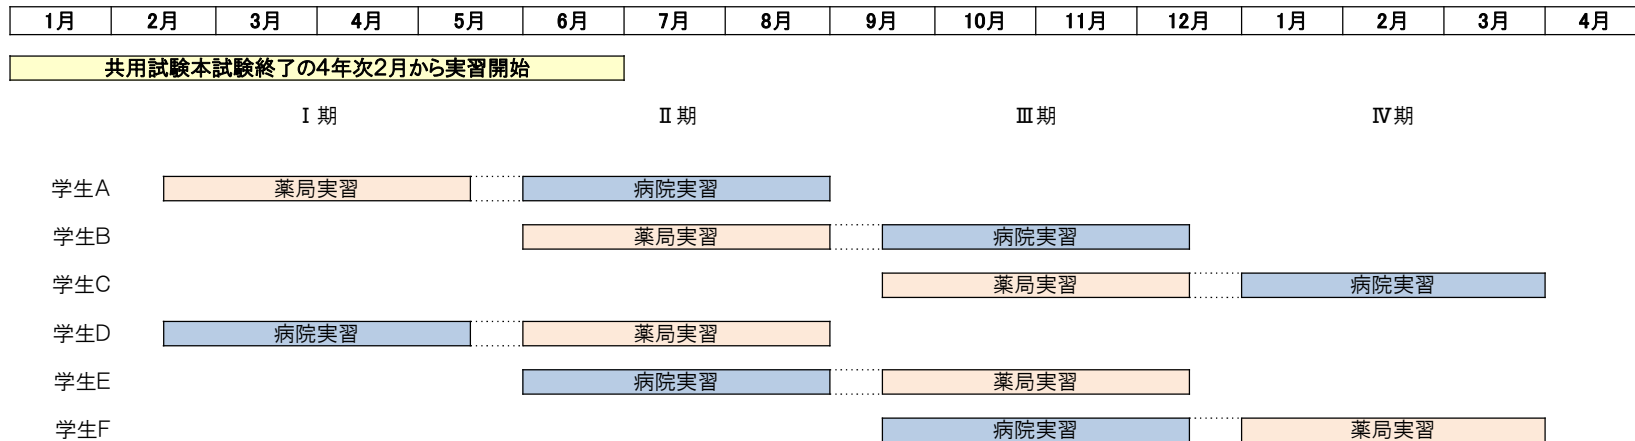 1月 2月 3月 4月 5月 6月 7月 8月 9月 10月 11月 12月 1月 2月 3月 4月
共用試験本試験終了の4年次2月から実習開始
Ⅰ期 Ⅱ期 Ⅲ期 Ⅳ期
学生A 薬局実習 病院実習
学生B 薬局実習 病院実習
学生C 薬局実習 病院実習
学生D 病院実習 薬局実習
学生E 病院実習 薬局実習
学生F 病院実習 薬局実習